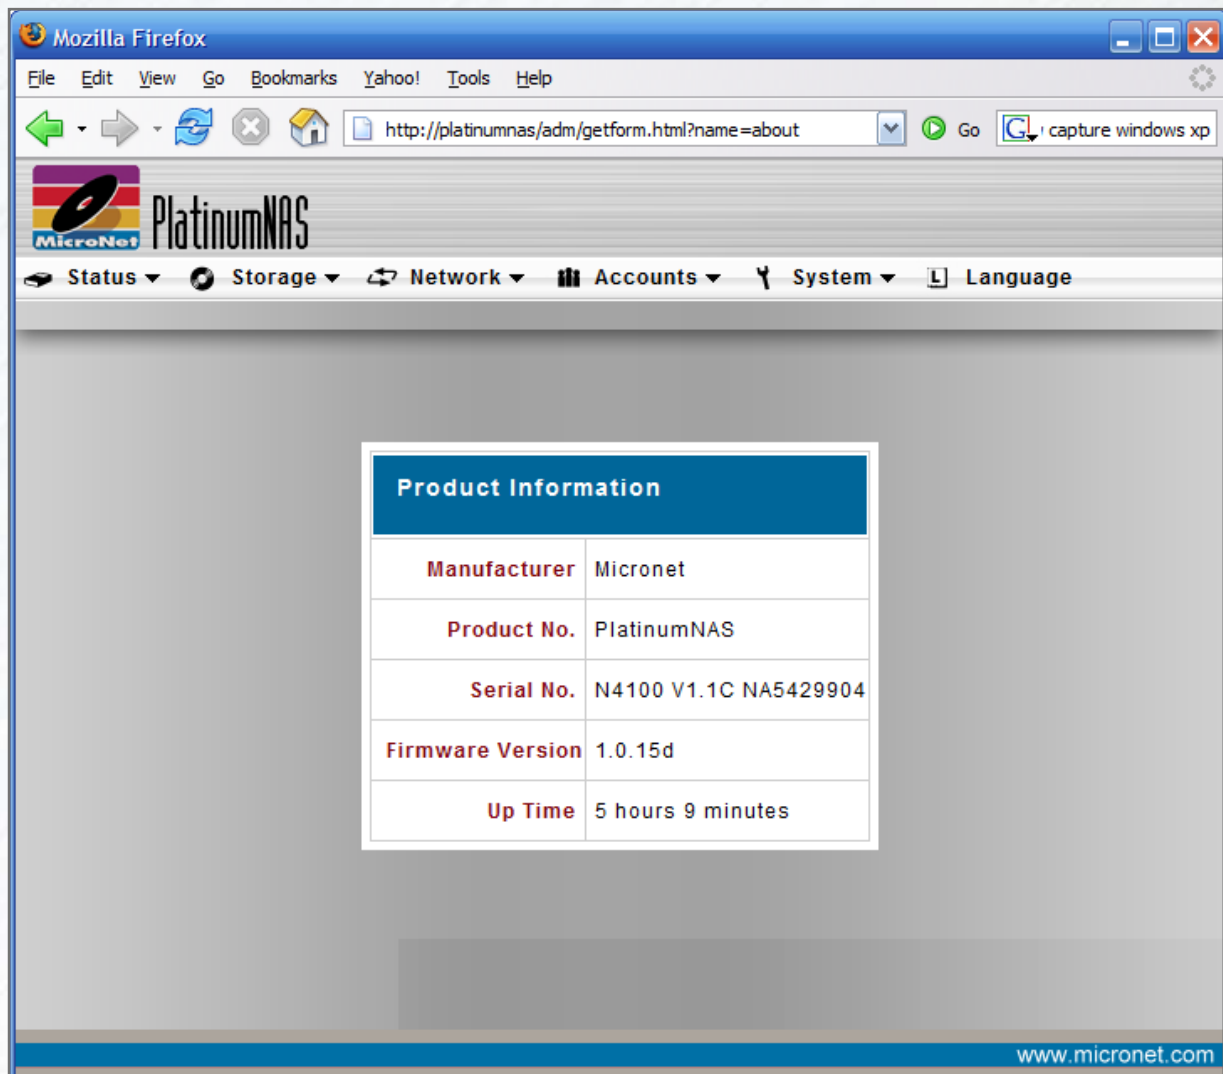 Mozilla Firefox
File Edit View Go Bookmarks Yahoo! Tools Help
http://platinumnas/adm/getform.html?name=about Go G capture windows xp
MicroNet PlatinumNAS
Status Storage Network Accounts System L Language
Product Information
Manufacturer Micronet
Product No. PlatinumNAS
Serial No. N4100 V1.1C NA5429904
Firmware Version 1.0.15d
Up Time 5 hours 9 minutes
www.micronet.com